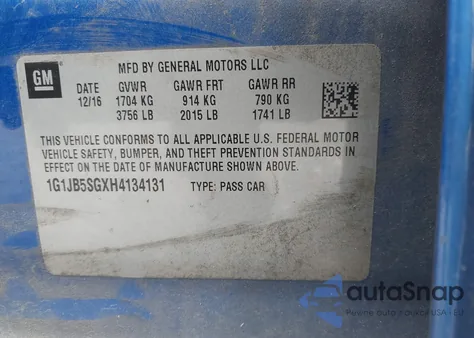 GM
MFD BY GENERAL MOTORS LLC
DATE GVWR GAWR FRT GAWR RR
12/16 1704 KG 914 KG 790 KG
3756 LB 2015 LB 1741 LB
THIS VEHICLE CONFORMS TO ALL APPLICABLE U.S. FEDERAL MOTOR
VEHICLE SAFETY, BUMPER, AND THEFT PREVENTION STANDARDS IN
EFFECT ON THE DATE OF MANUFACTURE SHOWN ABOVE.
1G1JB5SGXH4134131 TYPE: PASS CAR
autoSnap